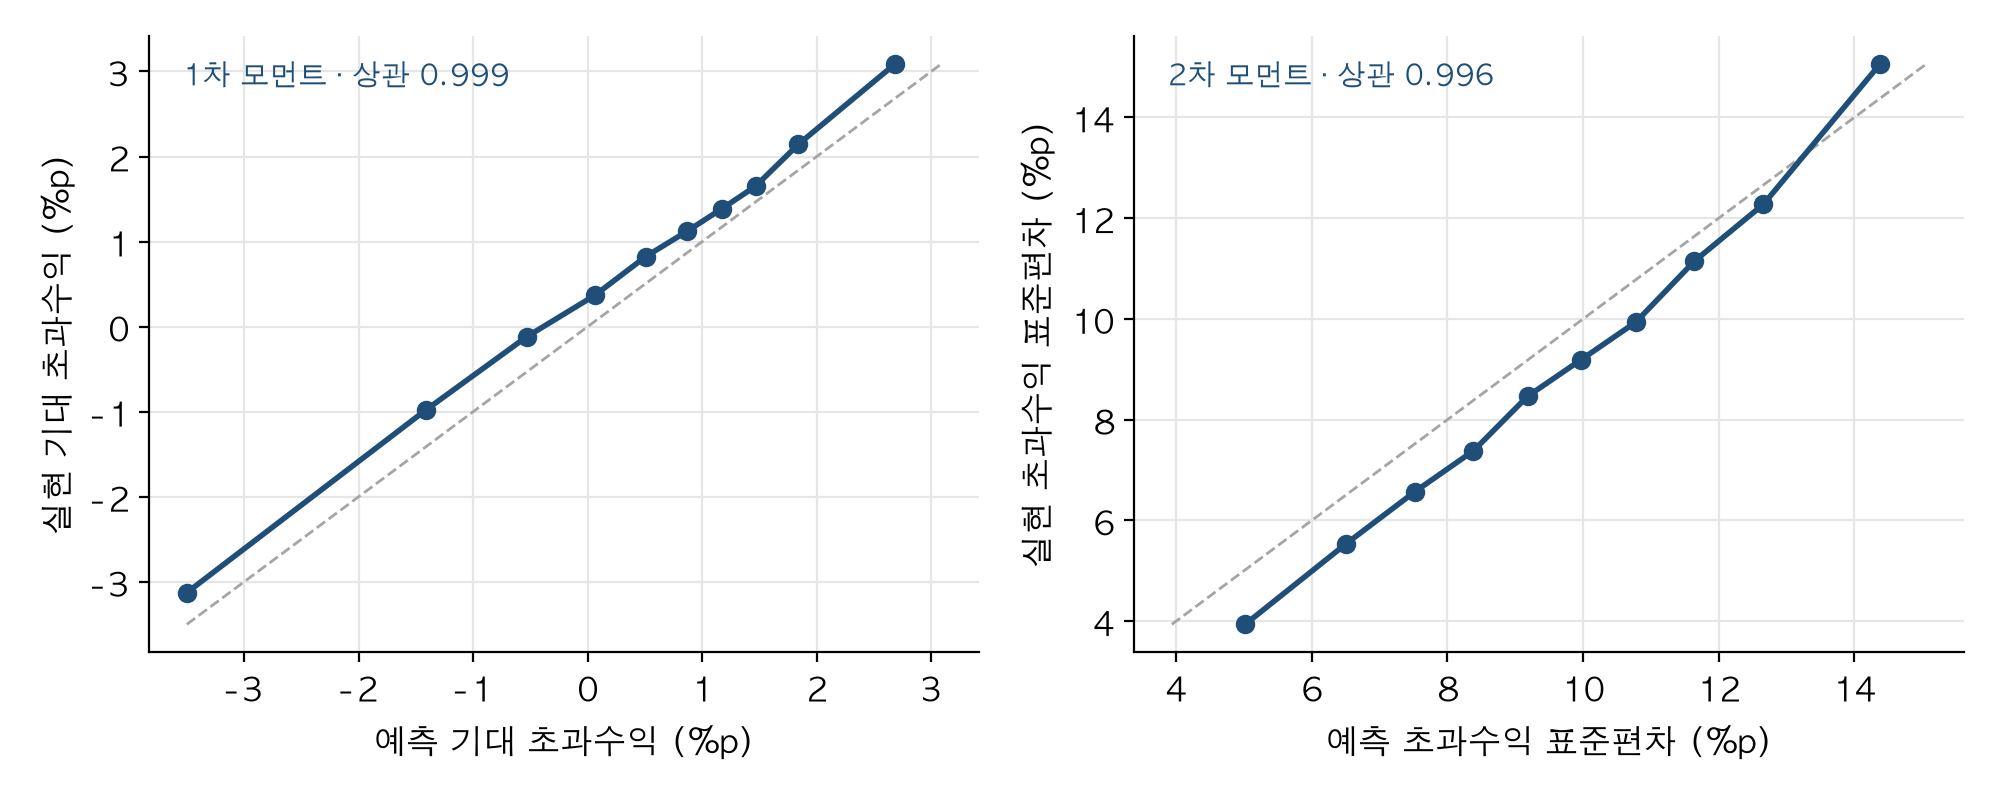 1차 모먼트 · 상관 0.999
실현 기대 초과수익 (%p)
3
2
1
0
-1
-2
-3
-3 -2 -1 0 1 2 3
예측 기대 초과수익 (%p)
2차 모먼트 · 상관 0.996
실현 초과수익 표준편차 (%p)
14
12
10
8
6
4
4 6 8 10 12 14
예측 초과수익 표준편차 (%p)